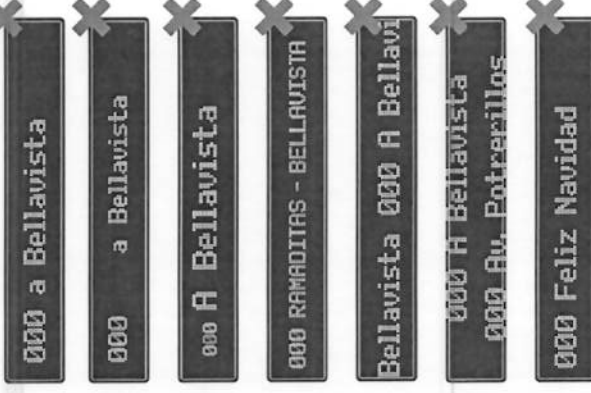 000 a Bellavista
000 a Bellavista
000 A Bellavista
000 RAMADITAS - BELLAVISTA
Bellavista 000 A Bellavi
000 A Bellavista
000 Av. Potrerillos
000 Feliz Navidad